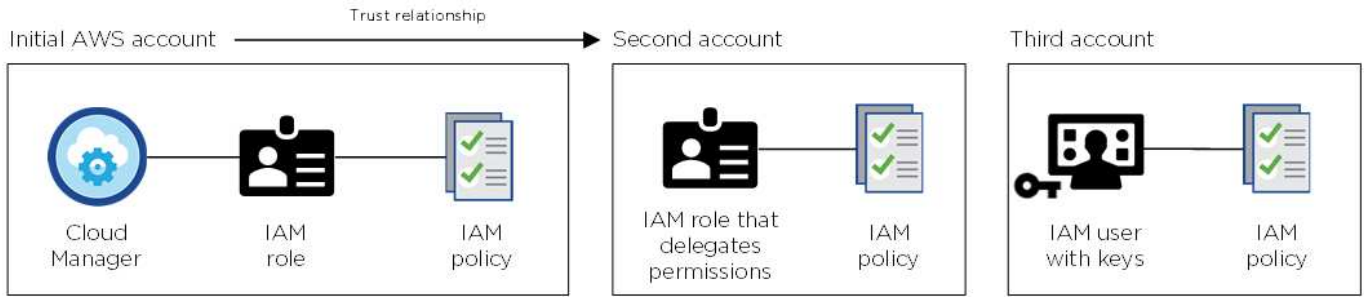 Trust relationship
Initial AWS account
Second account
Third account
Cloud
Manager
IAM
role
IAM
policy
IAM role that
delegates
permissions
IAM
policy
IAM user
with keys
IAM
policy